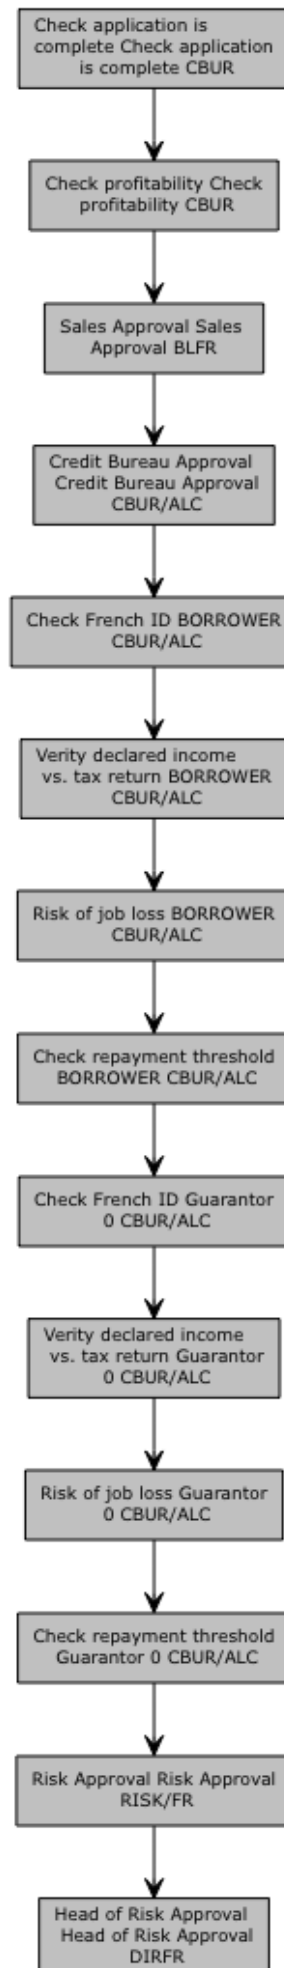 Check application is
complete Check application
is complete CBUR
Check profitability Check
profitability CBUR
Sales Approval Sales
Approval BLFR
Credit Bureau Approval
Credit Bureau Approval
CBUR/ALC
Check French ID BORROWER
CBUR/ALC
Verity declared income
vs. tax return BORROWER
CBUR/ALC
Risk of job loss BORROWER
CBUR/ALC
Check repayment threshold
BORROWER CBUR/ALC
Check French ID Guarantor
0 CBUR/ALC
Verity declared income
vs. tax return Guarantor
0 CBUR/ALC
Risk of job loss Guarantor
0 CBUR/ALC
Check repayment threshold
Guarantor 0 CBUR/ALC
Risk Approval Risk Approval
RISK/FR
Head of Risk Approval
Head of Risk Approval
DIRFR